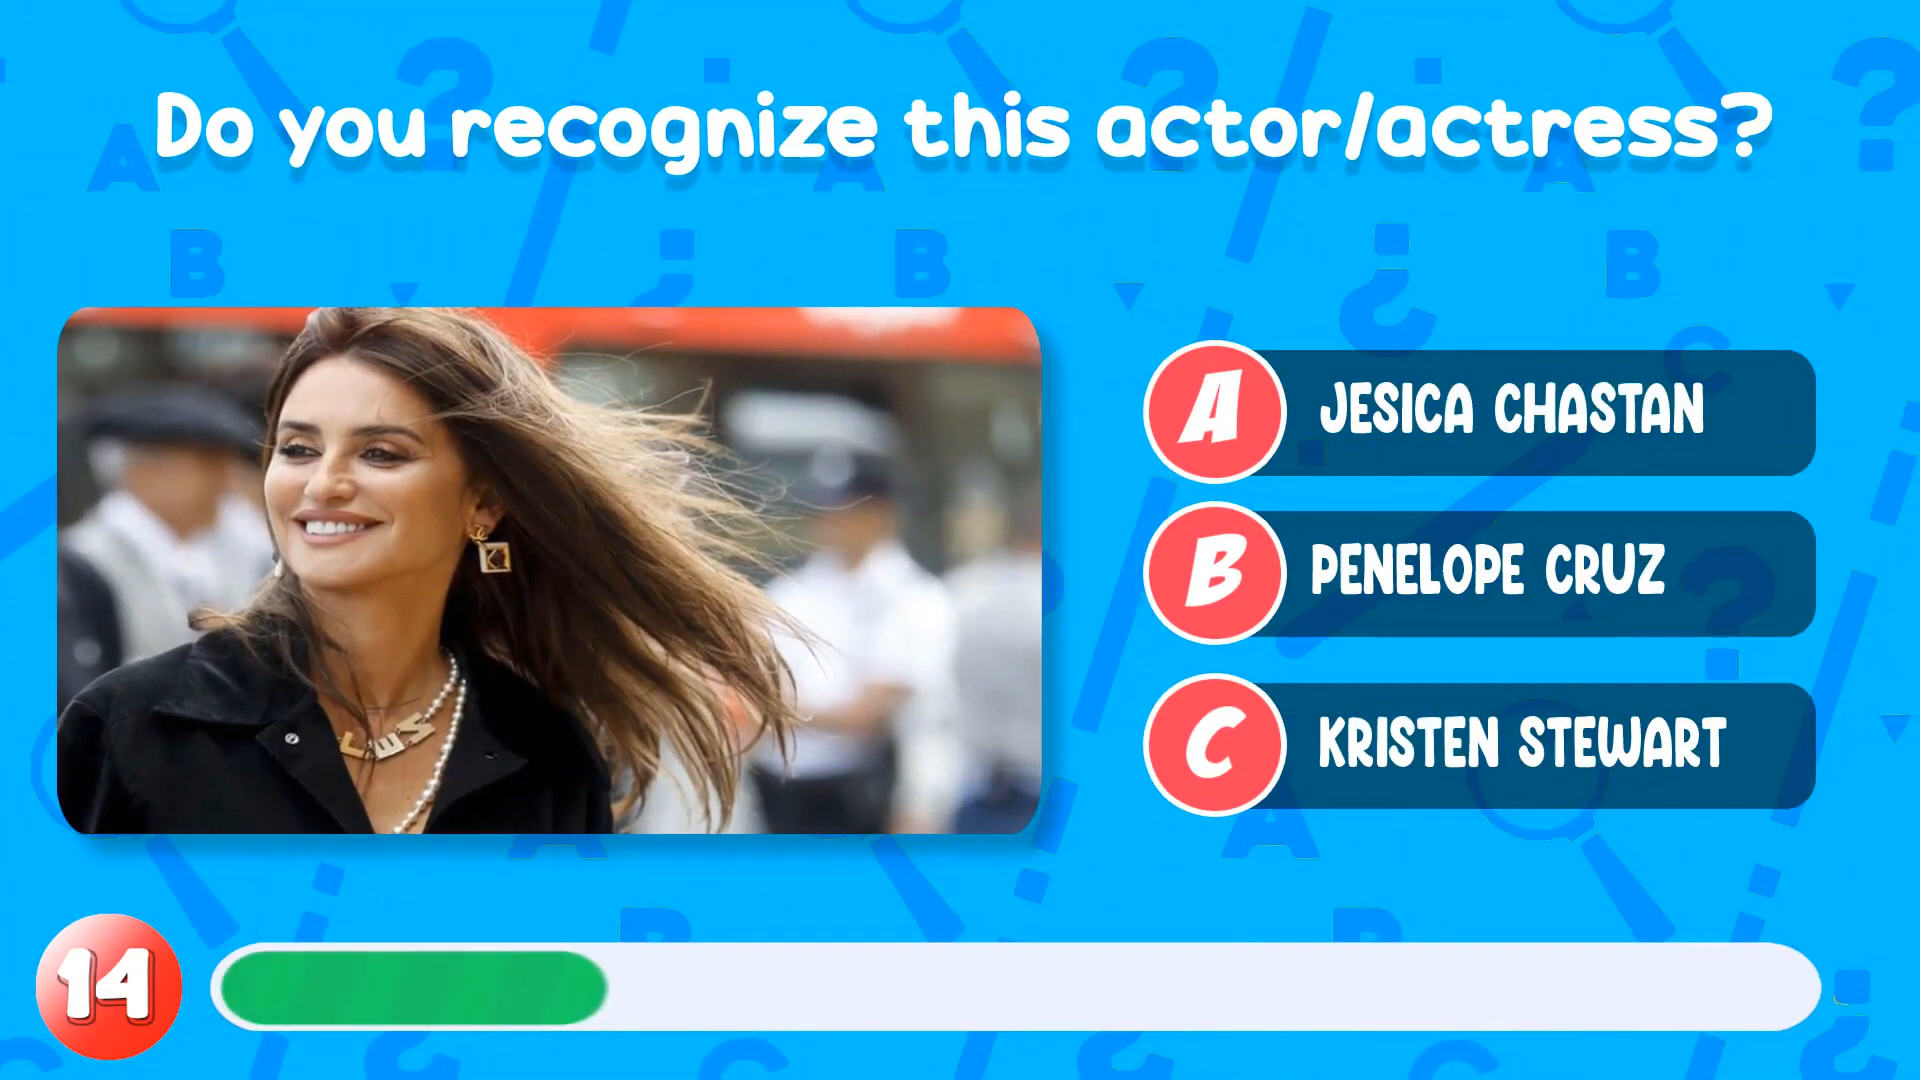 Do you recognize this actor/actress?
A JESICA CHASTAN
B PENELOPE CRUZ
C KRISTEN STEWART
14